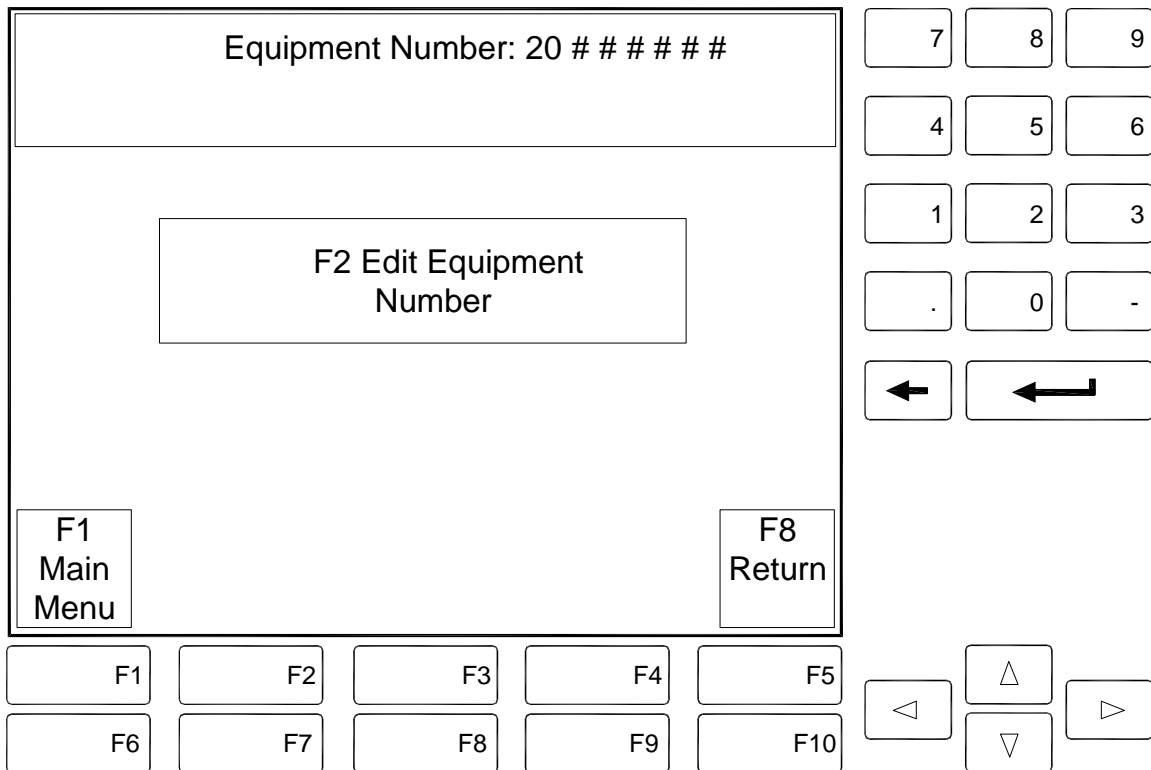 Equipment Number: 20 # # # # # #
F2 Edit Equipment
Number
F1
Main
Menu
F8
Return
F1 F2 F3 F4 F5
F6 F7 F8 F9 F10
7 8 9
4 5 6
1 2 3
. 0 -